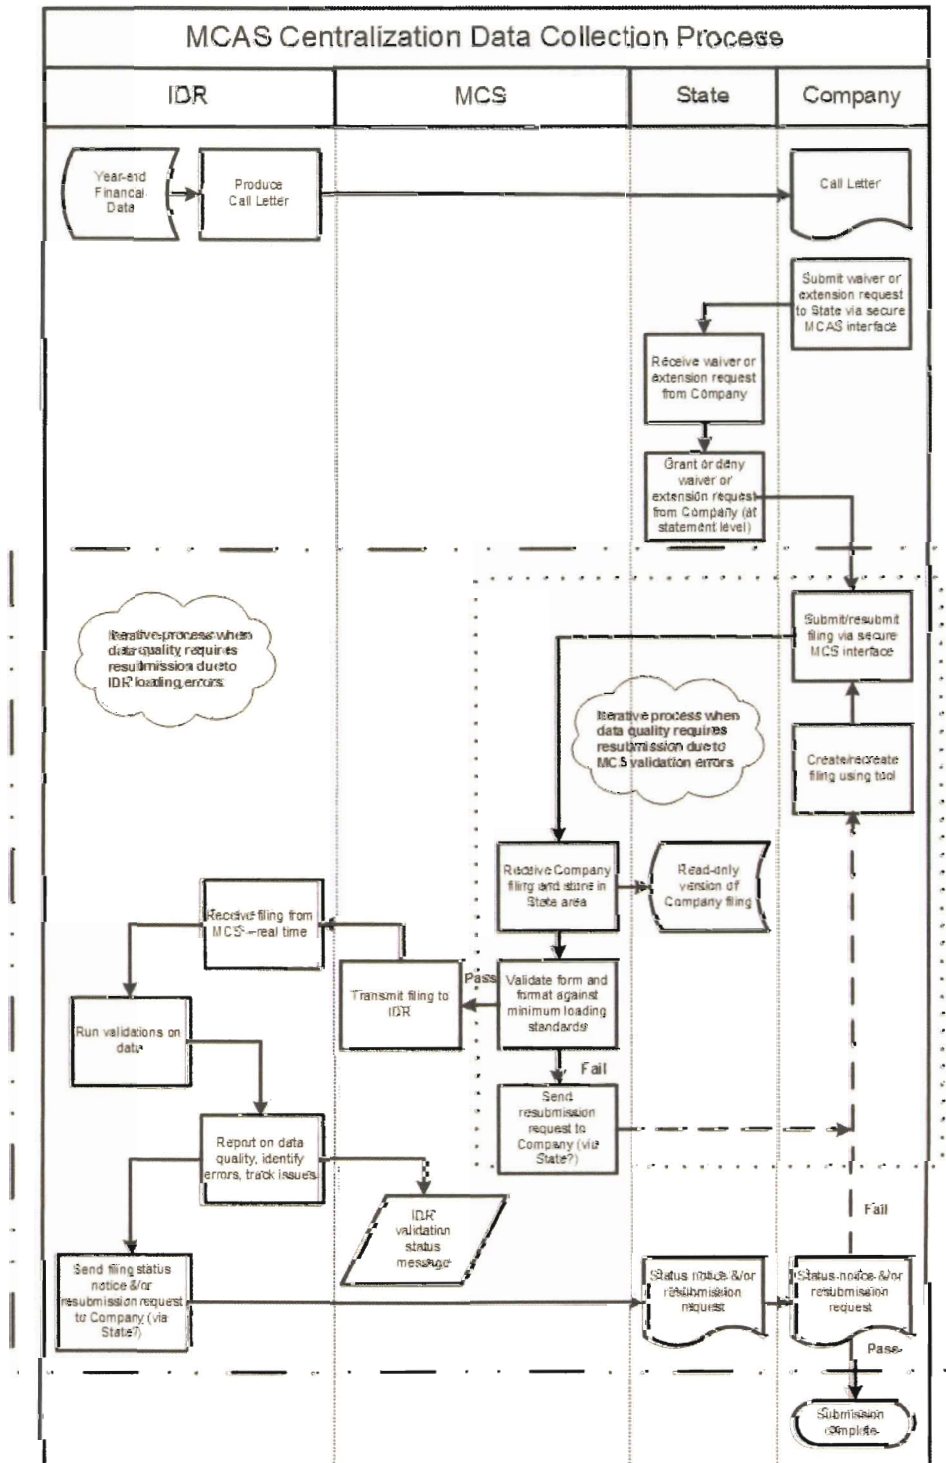 MCAS Centralization Data Collection Process
IDR
MCS
State
Company
Year-end
Financial
Data
Produce
Call Letter
Call Letter
Submit waiver or
extension request
to State via secure
MCAS interface
Receive waiver or
extension request
from Company
Grant or deny
waiver or
extension request
from Company (at
statement level)
Iterative process when
data quality requires
resubmission due to
IDR loading errors
Submit/resubmit
filing via secure
MCS interface
Iterative process when
data quality requires
resubmission due to
MCS validation errors
Create/recreate
filing using tool
Receive Company
filing and store in
State area
Read-only
version of
Company filing
Receive filing from
MCS – real time
Transmit filing to
IDR
Pass
Validate form and
format against
minimum loading
standards
Run validations on
data
Fail
Send
resubmission
request to
Company (via
State?)
Report on data
quality, identify
errors, track issues
IDR
validation
status
message
Fail
Send filing status
notice &/or
resubmission request
to Company (via
State?)
Status notice &/or
resubmission
request
Status notice &/or
resubmission
request
Pass
Submission
complete